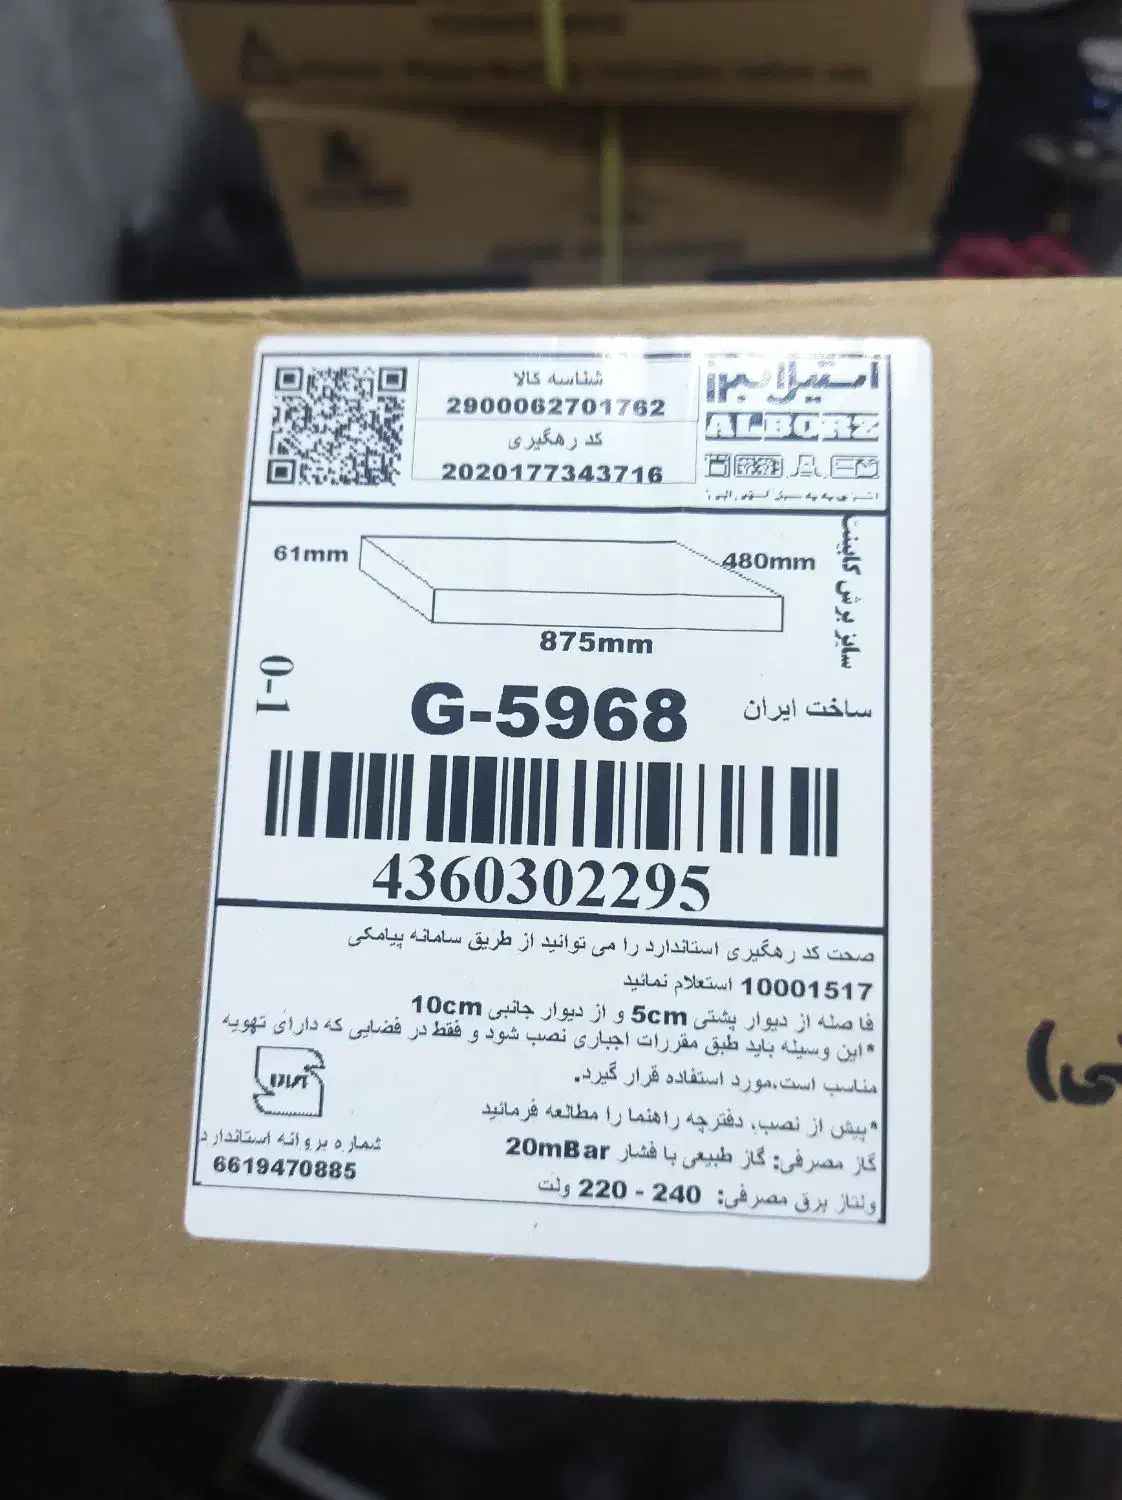 شناسه کالا
2900062701762
کد رهگیری
2020177343716
استیل البرز
ALBORZ
61mm
480mm
875mm
سایز برش کابینت
0-1
G-5968
ساخت ایران
4360302295
صحت کد رهگیری استاندارد را می توانید از طریق سامانه پیامکی
10001517 استعلام نمائید
فاصله از دیوار پشتی 5cm و از دیوار جانبی 10cm
*این وسیله باید طبق مقررات اجباری نصب شود و فقط در فضایی که دارای تهویه
مناسب است،مورد استفاده قرار گیرد.
*پیش از نصب، دفترچه راهنما را مطالعه فرمائید
گاز مصرفی: گاز طبیعی با فشار 20mBar
ولتاژ برق مصرفی: 240 - 220 ولت
شماره پروانه استاندارد
6619470885